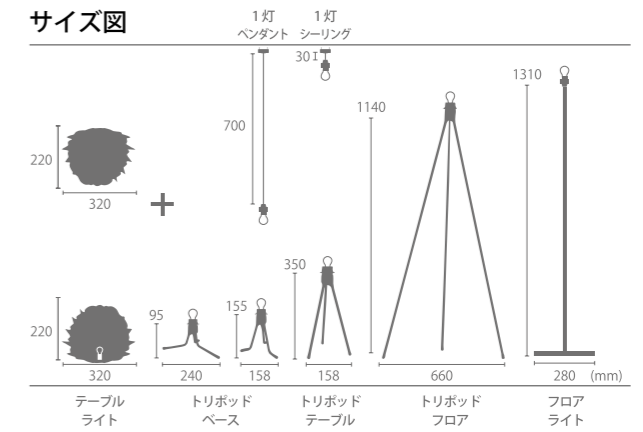 サイズ図
1灯
ペンダント
1灯
シーリング
30
1310
1140
700
220
320
350
95
155
220
320
240
158
158
660
280 (mm)
テーブル
ライト
トリポッド
ベース
トリポッド
テーブル
トリポッド
フロア
フロア
ライト